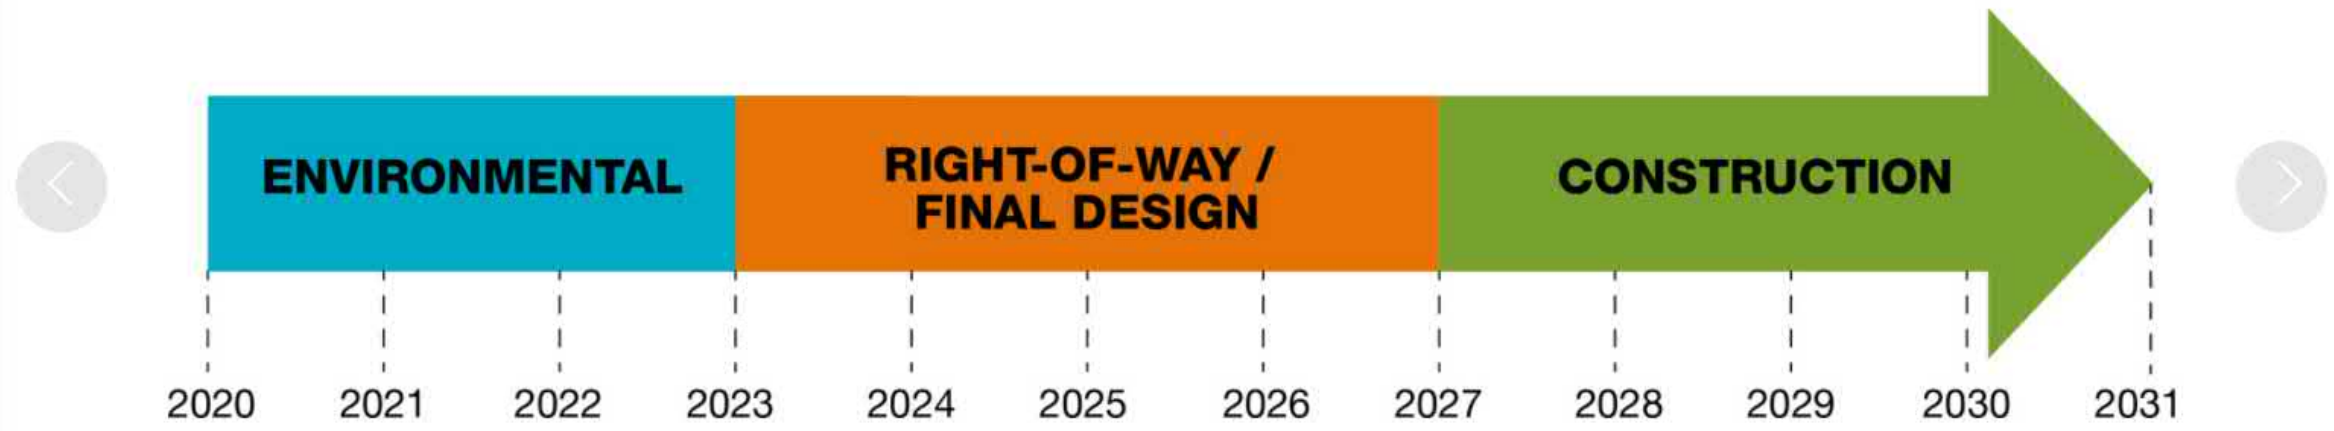 ENVIRONMENTAL
RIGHT-OF-WAY /
FINAL DESIGN
CONSTRUCTION
2020 2021 2022 2023 2024 2025 2026 2027 2028 2029 2030 2031